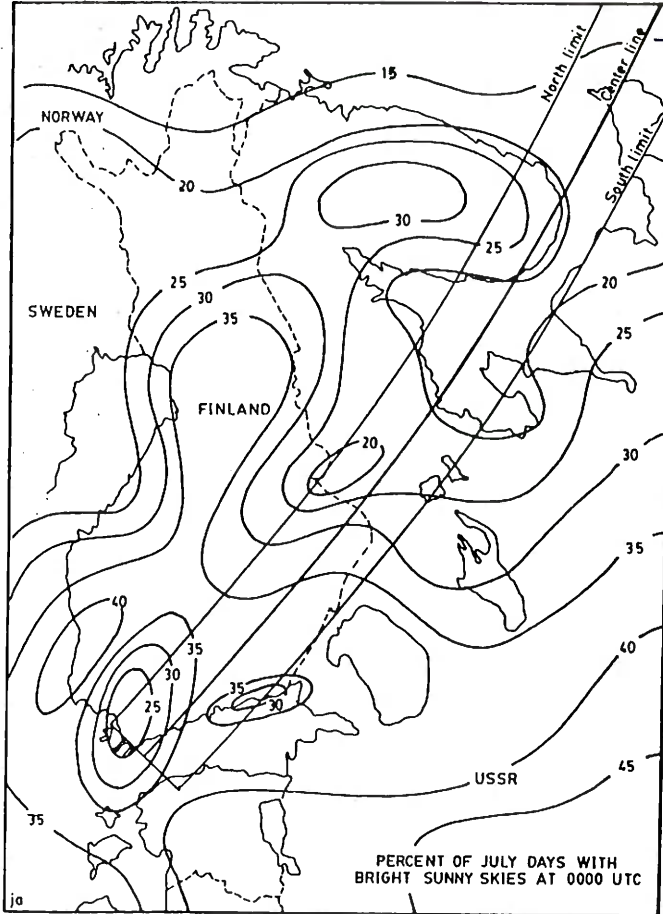 15
North limit
Center line
South limit
NORWAY
20
30
25
20
25
25
30
SWEDEN
35
FINLAND
20
30
35
40
35
30
25
35
30
40
45
USSR
35
PERCENT OF JULY DAYS WITH
BRIGHT SUNNY SKIES AT 0000 UTC
ja